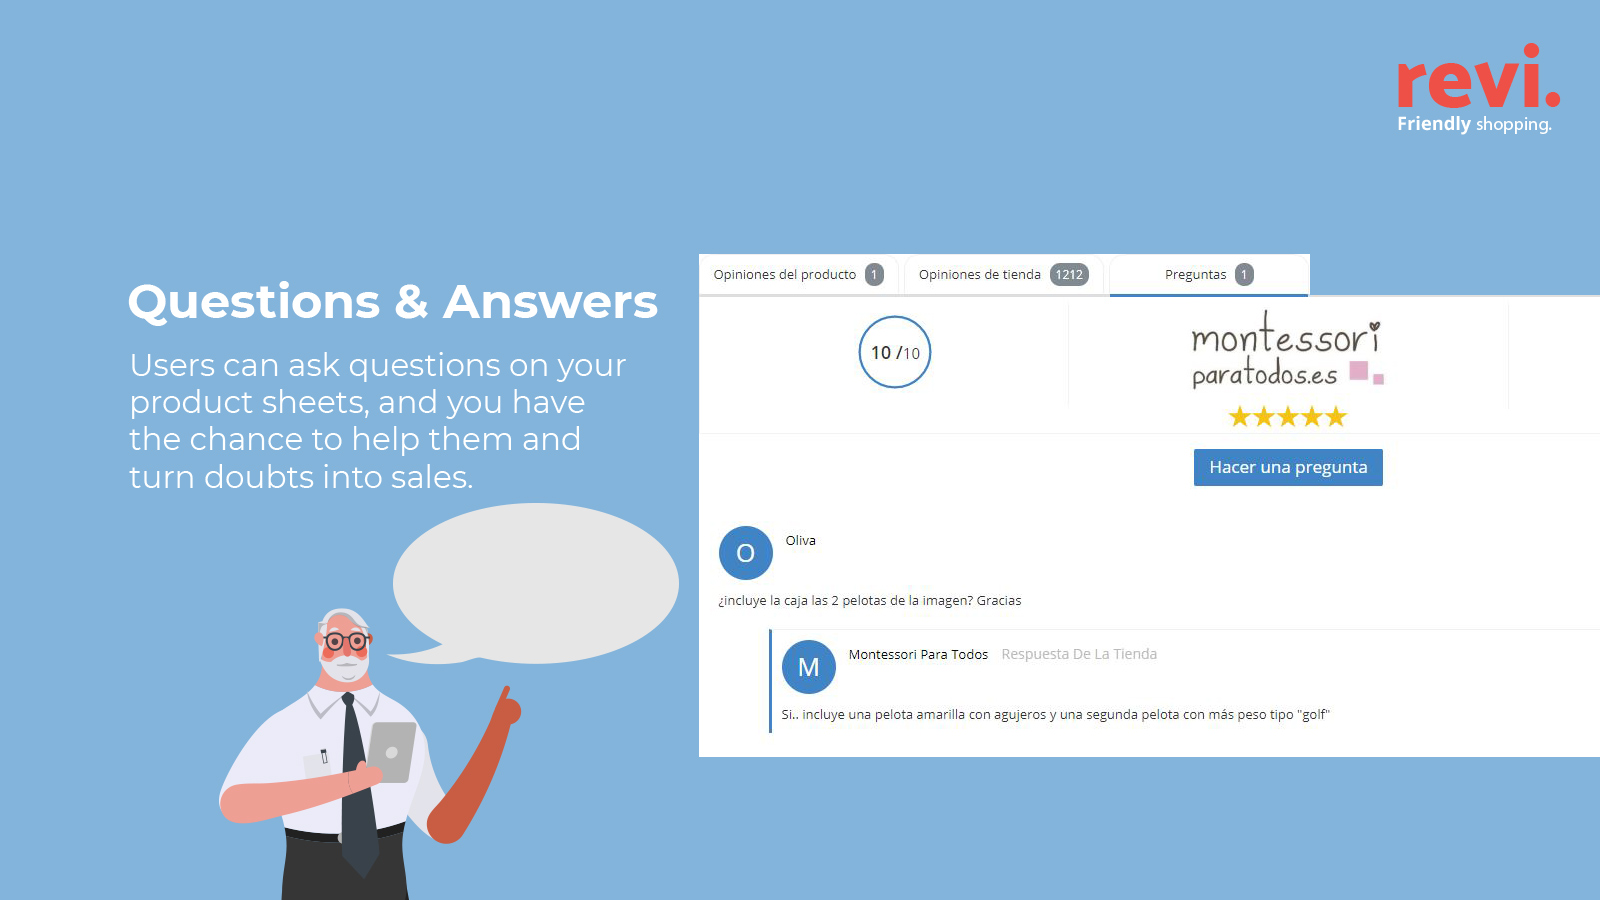 revi.
Friendly shopping.
Questions & Answers
Users can ask questions on your
product sheets, and you have
the chance to help them and
turn doubts into sales.
Opiniones del producto 1
Opiniones de tienda 1212
Preguntas 1
10 /10
montessori
paratodos.es
Hacer una pregunta
O
Oliva
¿incluye la caja las 2 pelotas de la imagen? Gracias
M
Montessori Para Todos Respuesta De La Tienda
Si.. incluye una pelota amarilla con agujeros y una segunda pelota con más peso tipo "golf"